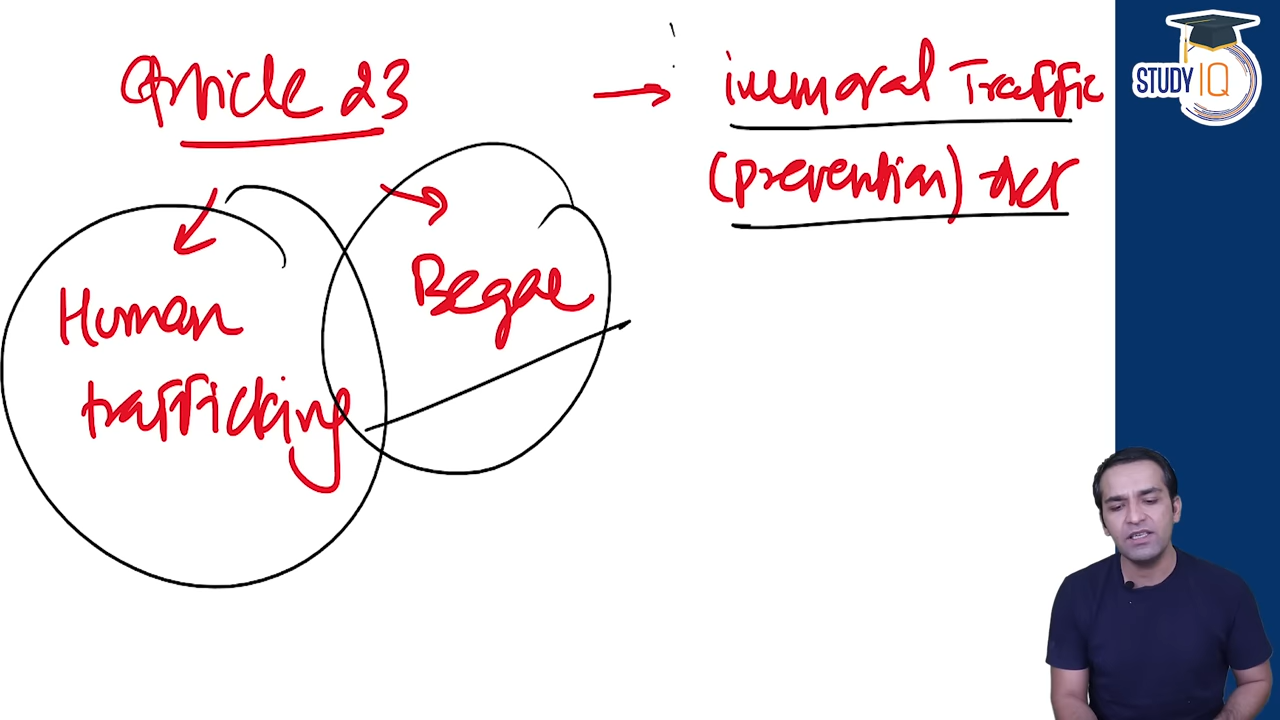 Article 23
→ immoral Traffic
(prevention) Act
Human
trafficking
Begar
STUDY IQ